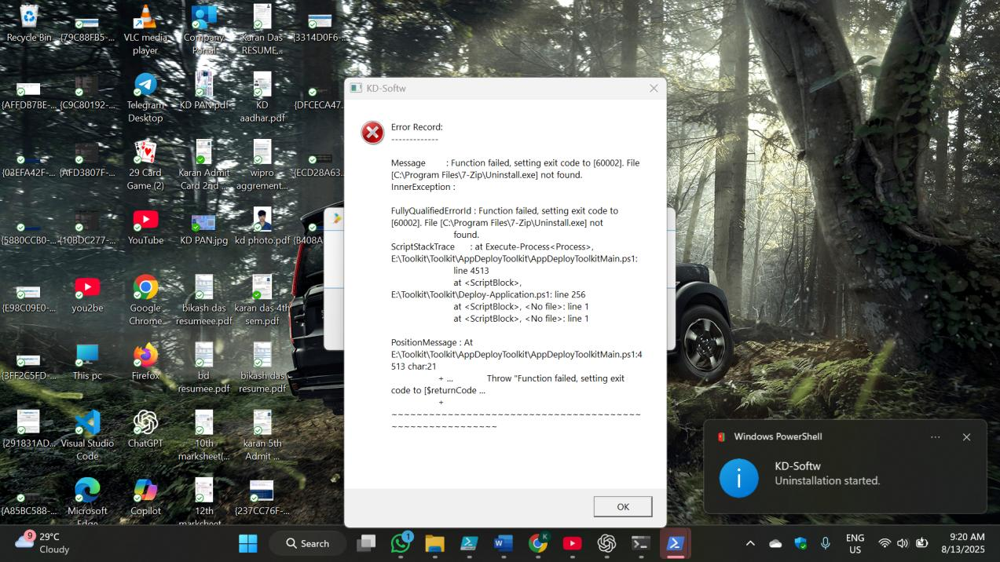 Recycle Bin
{79C88FB5-...
VLC media
player
Company
Portal
Karan Das
RESUME...
{3314D0F6-...
{AFFDB7BE-...
{C9C80192-...
Telegram
Desktop
KD PAN.pdf
KD
aadhar.pdf
{DFCECA47...
{03EFA42F-...
{AFD3807F-...
29 Card
Game (2)
Karan Admit
Card 2nd ...
wipro
aggrement...
{ECD28A63...
{5880CCB0-...
{10BDC277-...
YouTube
KD PAN.jpg
kd photo.pdf
{B408A
{E98C09E0-...
you2be
Google
Chrome
bikash das
resumeee.pdf
karan das 4th
sem.pdf
{3FF2C5FD-...
This pc
Firefox
bd
resumee.pdf
bikash das
resume.pdf
{291831AD...
Visual Studio
Code
ChatGPT
10th
marksheet(...
karan 5th
Admit ...
{A85BC588-...
Microsoft
Edge
Copilot
12th
marksheet
{237CC76F-...
KD-Softw
Error Record:
-------------
Message : Function failed, setting exit code to [60002]. File
[C:\Program Files\7-Zip\Uninstall.exe] not found.
InnerException :
FullyQualifiedErrorId : Function failed, setting exit code to
[60002]. File [C:\Program Files\7-Zip\Uninstall.exe] not
found.
ScriptStackTrace : at Execute-Process<Process>,
E:\Toolkit\Toolkit\AppDeployToolkit\AppDeployToolkitMain.ps1:
line 4513
at <ScriptBlock>,
E:\Toolkit\Toolkit\Deploy-Application.ps1: line 256
at <ScriptBlock>, <No file>: line 1
at <ScriptBlock>, <No file>: line 1
PositionMessage : At
E:\Toolkit\Toolkit\AppDeployToolkit\AppDeployToolkitMain.ps1:4
513 char:21
+ ... Throw "Function failed, setting exit
code to [$returnCode ...
+
~~~~~~~~~~~~~~~~~~~~~~~~~~~~~~~~~~~~~~~~
~~~~~~~~~~~~~~~~~
OK
Windows PowerShell
...
KD-Softw
Uninstallation started.
9
29°C
Cloudy
Search
1
K
ENG
US
9:20 AM
8/13/2025